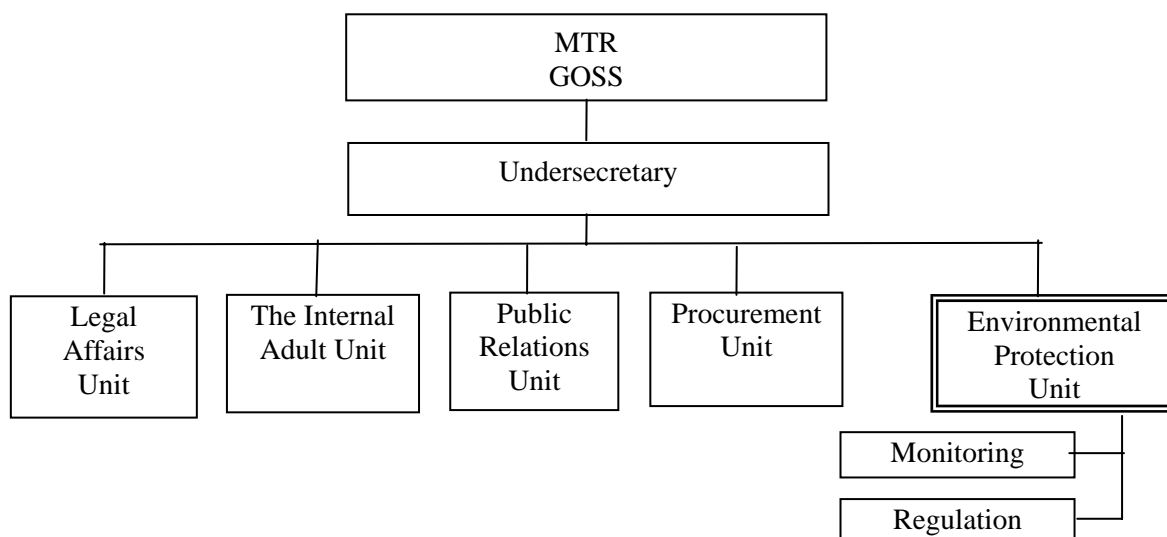 MTR
GOSS
Undersecretary
Legal
Affairs
Unit
The Internal
Adult Unit
Public
Relations
Unit
Procurement
Unit
Environmental
Protection
Unit
Monitoring
Regulation